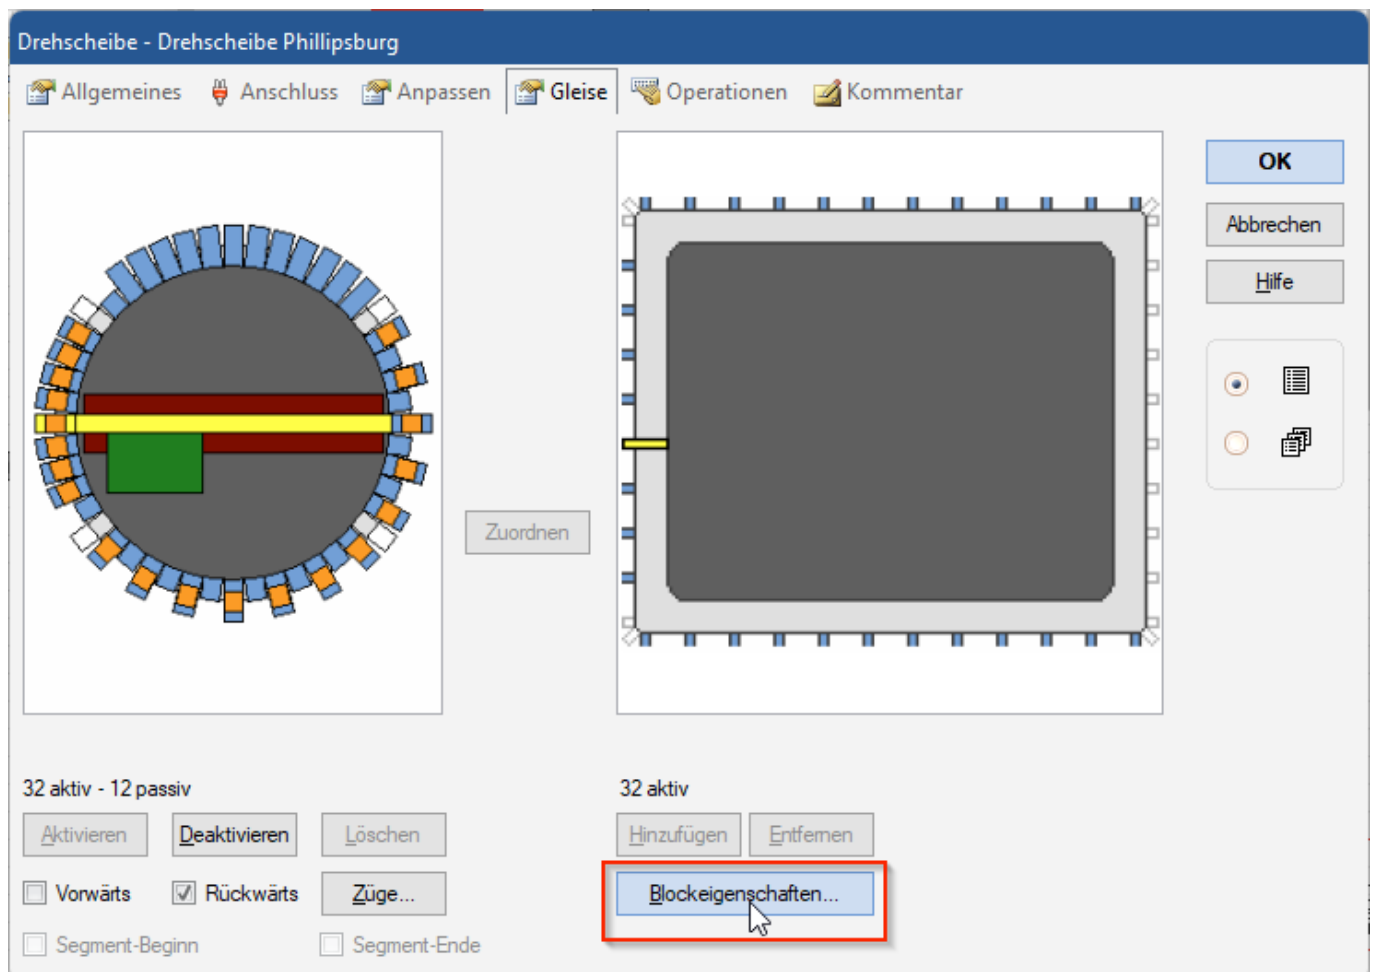 Drehscheibe - Drehscheibe Phillipsburg
Allgemeines Anschluss Anpassen Gleise Operationen Kommentar
OK
Abbrechen
Hilfe
Zuordnen
32 aktiv - 12 passiv 32 aktiv
Aktivieren Deaktivieren Löschen Hinzufügen Entfernen
Vorwärts Rückwärts Züge... Blockeigenschaften...
Segment-Beginn Segment-Ende